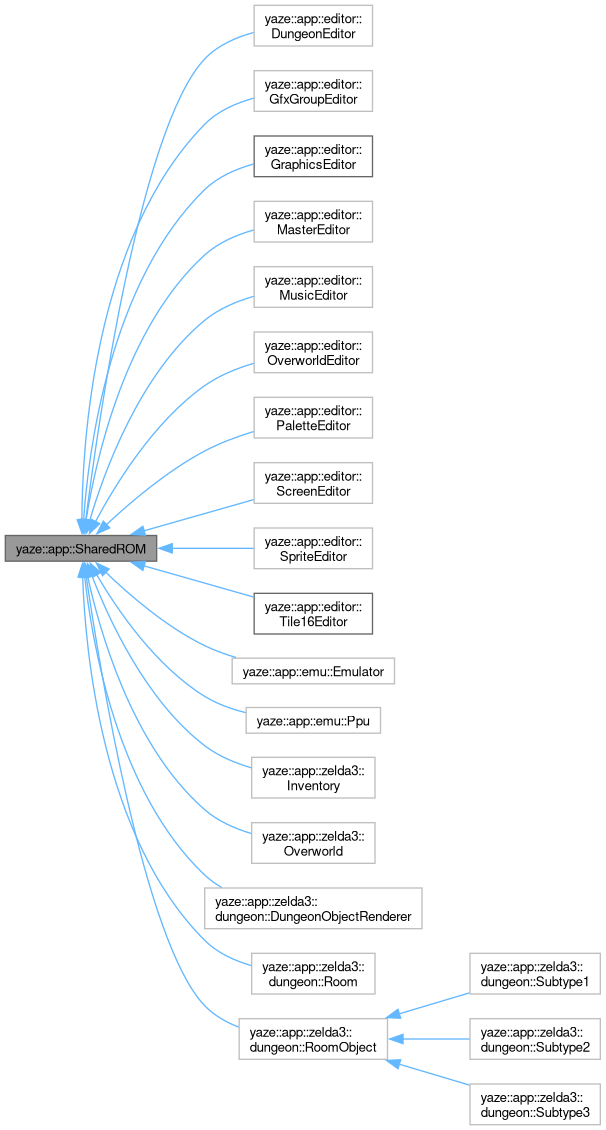 yaze::app::editor::
DungeonEditor
yaze::app::editor::
GfxGroupEditor
yaze::app::editor::
GraphicsEditor
yaze::app::editor::
MasterEditor
yaze::app::editor::
MusicEditor
yaze::app::editor::
OverworldEditor
yaze::app::editor::
PaletteEditor
yaze::app::editor::
ScreenEditor
yaze::app::SharedROM
yaze::app::editor::
SpriteEditor
yaze::app::editor::
Tile16Editor
yaze::app::emu::Emulator
yaze::app::emu::Ppu
yaze::app::zelda3::
Inventory
yaze::app::zelda3::
Overworld
yaze::app::zelda3::
dungeon::DungeonObjectRenderer
yaze::app::zelda3::
dungeon::Room
yaze::app::zelda3::
dungeon::RoomObject
yaze::app::zelda3::
dungeon::Subtype1
yaze::app::zelda3::
dungeon::Subtype2
yaze::app::zelda3::
dungeon::Subtype3